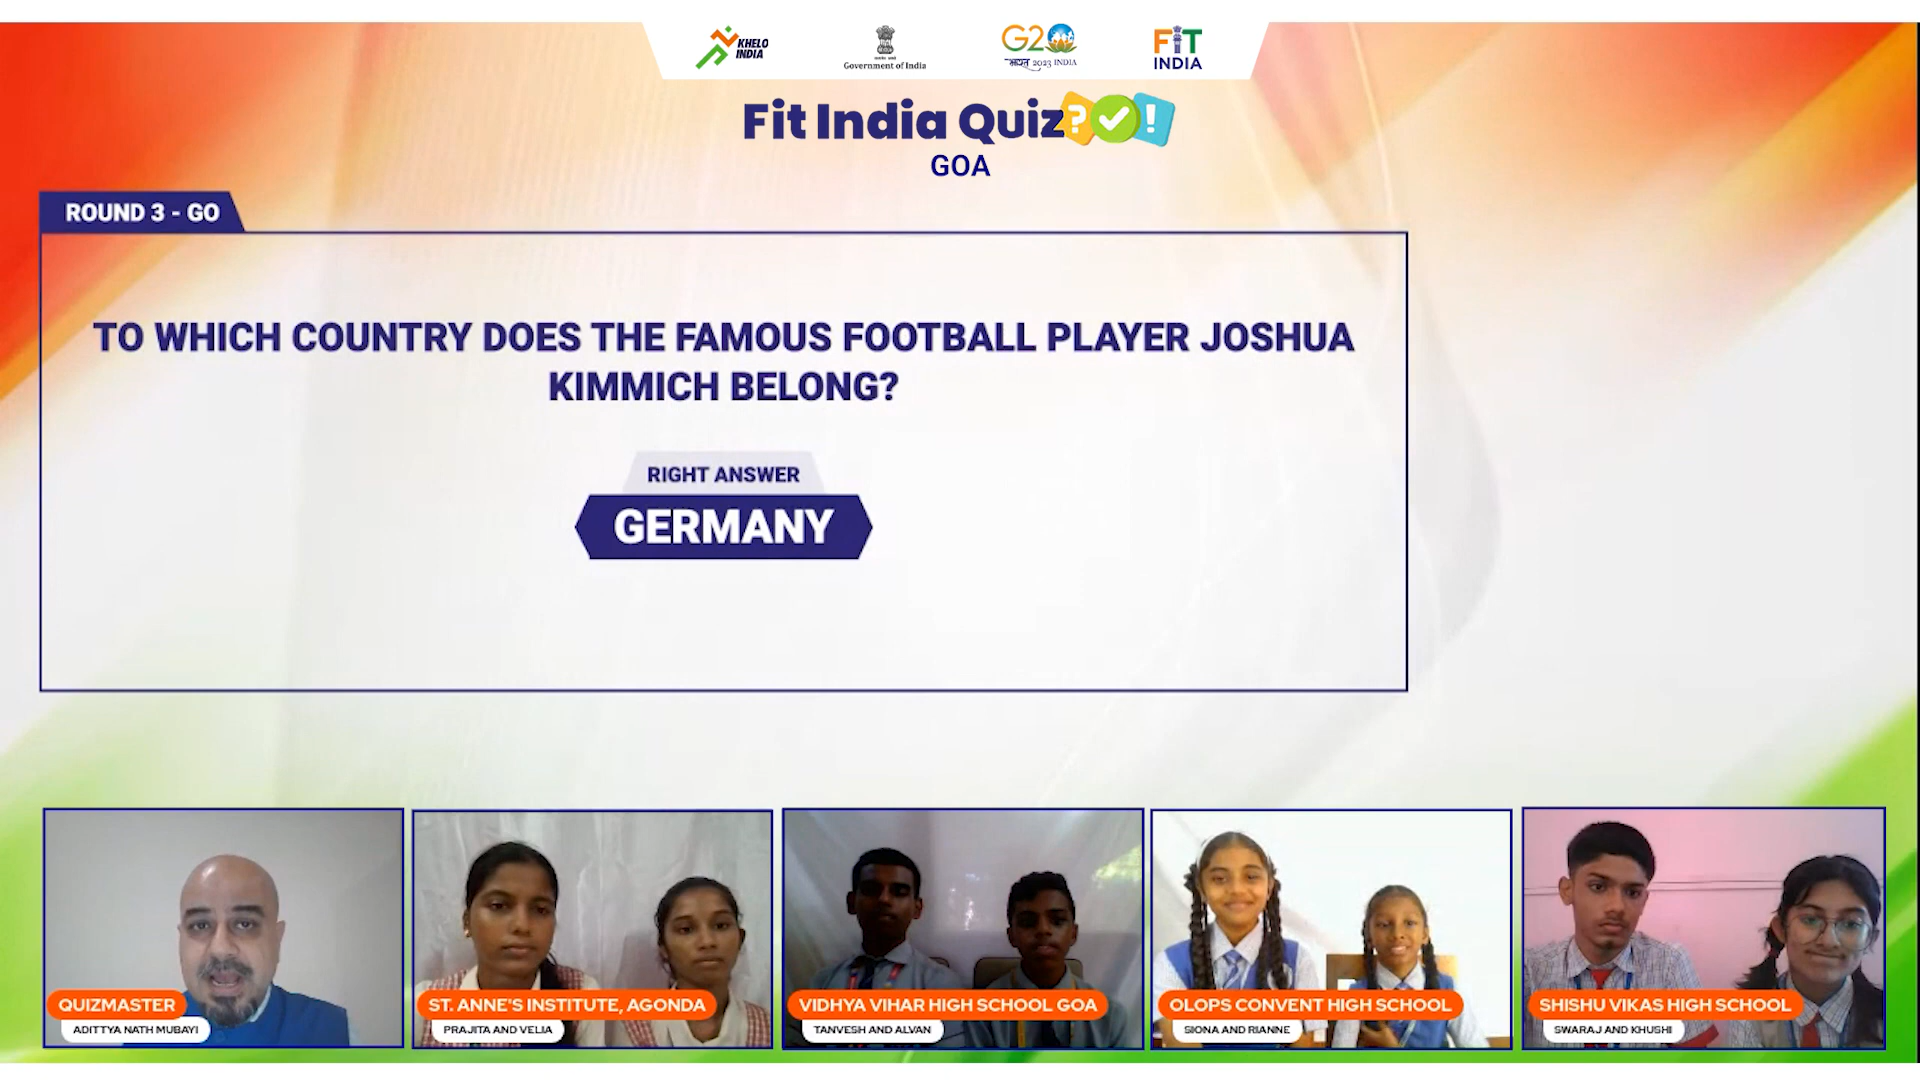 KHELO
INDIA
Government of India
G20
भारत 2023 INDIA
FIT
INDIA
Fit India Quiz?!
GOA
ROUND 3 - GO
TO WHICH COUNTRY DOES THE FAMOUS FOOTBALL PLAYER JOSHUA
KIMMICH BELONG?
RIGHT ANSWER
GERMANY
QUIZMASTER
ADITTYA NATH MUBAYI
ST. ANNE'S INSTITUTE, AGONDA
PRAJITA AND VELIA
VIDHYA VIHAR HIGH SCHOOL GOA
TANVESH AND ALVAN
OLOPS CONVENT HIGH SCHOOL
SIONA AND RIANNE
SHISHU VIKAS HIGH SCHOOL
SWARAJ AND KHUSHI